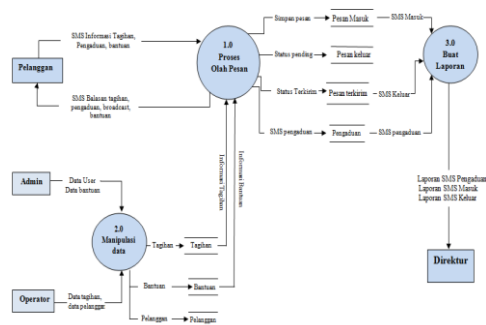 SMS Informasi Tagihan,
Pengaduan, bantuan
Pelanggan
SMS Balasan tagihan,
pengaduan, broadcast,
bantuan
1.0
Proses
Olah Pesan
Simpan pesan
Pesan Masuk
SMS Masuk
Status pending
Pesan keluar
Status Terkirim
Pesan terkirim
SMS Keluar
SMS pengaduan
Pengaduan
SMS pengaduan
3.0
Buat
Laporan
Informasi Tagihan
Informasi Bantuan
Admin
Data User
Data bantuan
2.0
Manipulasi
data
Tagihan
Tagihan
Bantuan
Bantuan
Pelanggan
Pelanggan
Operator
Data tagihan,
data pelanggar
Laporan SMS Pengaduan
Laporan SMS Masuk
Laporan SMS Keluar
Direktur